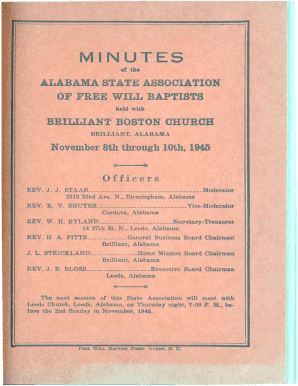 MINUTES
of the
ALABAMA STATE ASSOCIATION
OF FREE WILL BAPTISTS
held with
BRILLIANT BOSTON CHURCH
BRILLIANT, ALABAMA
November 8th through 10th, 1945
Officers
REV. J. J. STAAB Moderator
2313 33rd Ave. N., Birmingham, Alabama
REV. K. V. SHUTES Vice-Moderator
Cordova, Alabama
REV. W. H. RYLAND Secretary-Treasurer
14 27th St. N., Leeds, Alabama
REV. H. A. PITTS General Business Board Chairman
Brilliant, Alabama
J. L. STRICKLAND Home Mission Board Chairman
Brilliant, Alabama
REV. J. B. BLOSS Executive Board Chairman
Leeds, Alabama
The next session of this State Association will meet with
Leeds Church, Leeds, Alabama, on Thursday night, 7:00 P. M., be-
fore the 2nd Sunday in November, 1946.
FREE WILL BAPTIST PRESS, AYDEN, N. C.